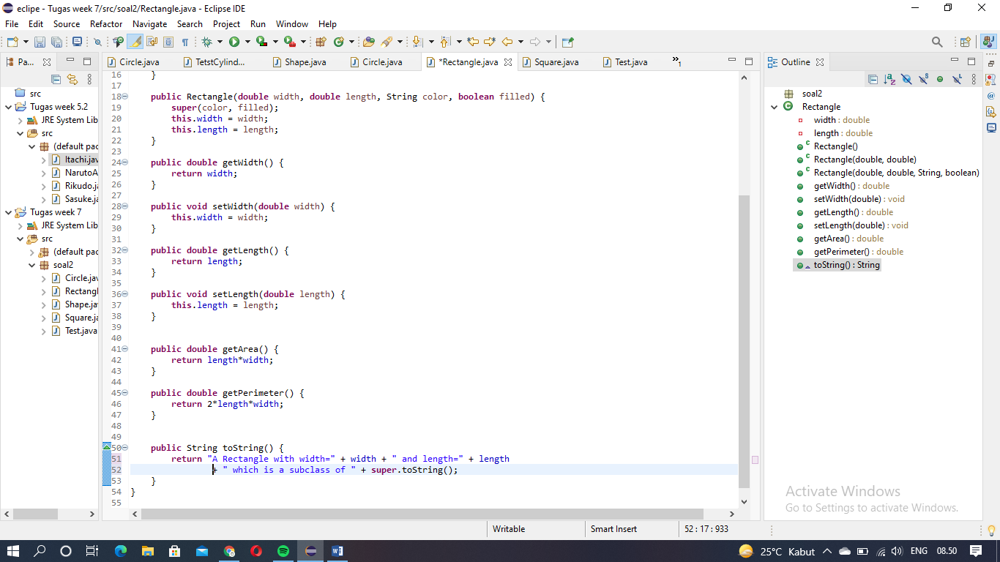 eclipe - Tugas week 7/src/soal2/Rectangle.java - Eclipse IDE
File Edit Source Refactor Navigate Search Project Run Window Help
Pa...
Circle.java
TetstCylind...
Shape.java
Circle.java
*Rectangle.java
Square.java
Test.java
»1
Outline
src
Tugas week 5.2
JRE System Lib
src
(default pac
Itachi.jav
NarutoA
Rikudo.j
Sasuke.ja
Tugas week 7
JRE System Lib
src
(default pac
soal2
Circle.jav
Rectangl
Shape.ja
Square.ja
Test.java
16 }
17
18 public Rectangle(double width, double length, String color, boolean filled) {
19 super(color, filled);
20 this.width = width;
21 this.length = length;
22 }
23
24 public double getWidth() {
25 return width;
26 }
27
28 public void setWidth(double width) {
29 this.width = width;
30 }
31
32 public double getLength() {
33 return length;
34 }
35
36 public void setLength(double length) {
37 this.length = length;
38 }
39
40
41 public double getArea() {
42 return length*width;
43 }
44
45 public double getPerimeter() {
46 return 2*length*width;
47 }
48
49
50 public String toString() {
51 return "A Rectangle with width=" + width + " and length=" + length
52 + " which is a subclass of " + super.toString();
53 }
54 }
55
soal2
Rectangle
width : double
length : double
Rectangle()
Rectangle(double, double)
Rectangle(double, double, String, boolean)
getWidth() : double
setWidth(double) : void
getLength() : double
setLength(double) : void
getArea() : double
getPerimeter() : double
toString() : String
Activate Windows
Go to Settings to activate Windows.
Writable
Smart Insert
52 : 17 : 933
25°C Kabut
ENG
08.50